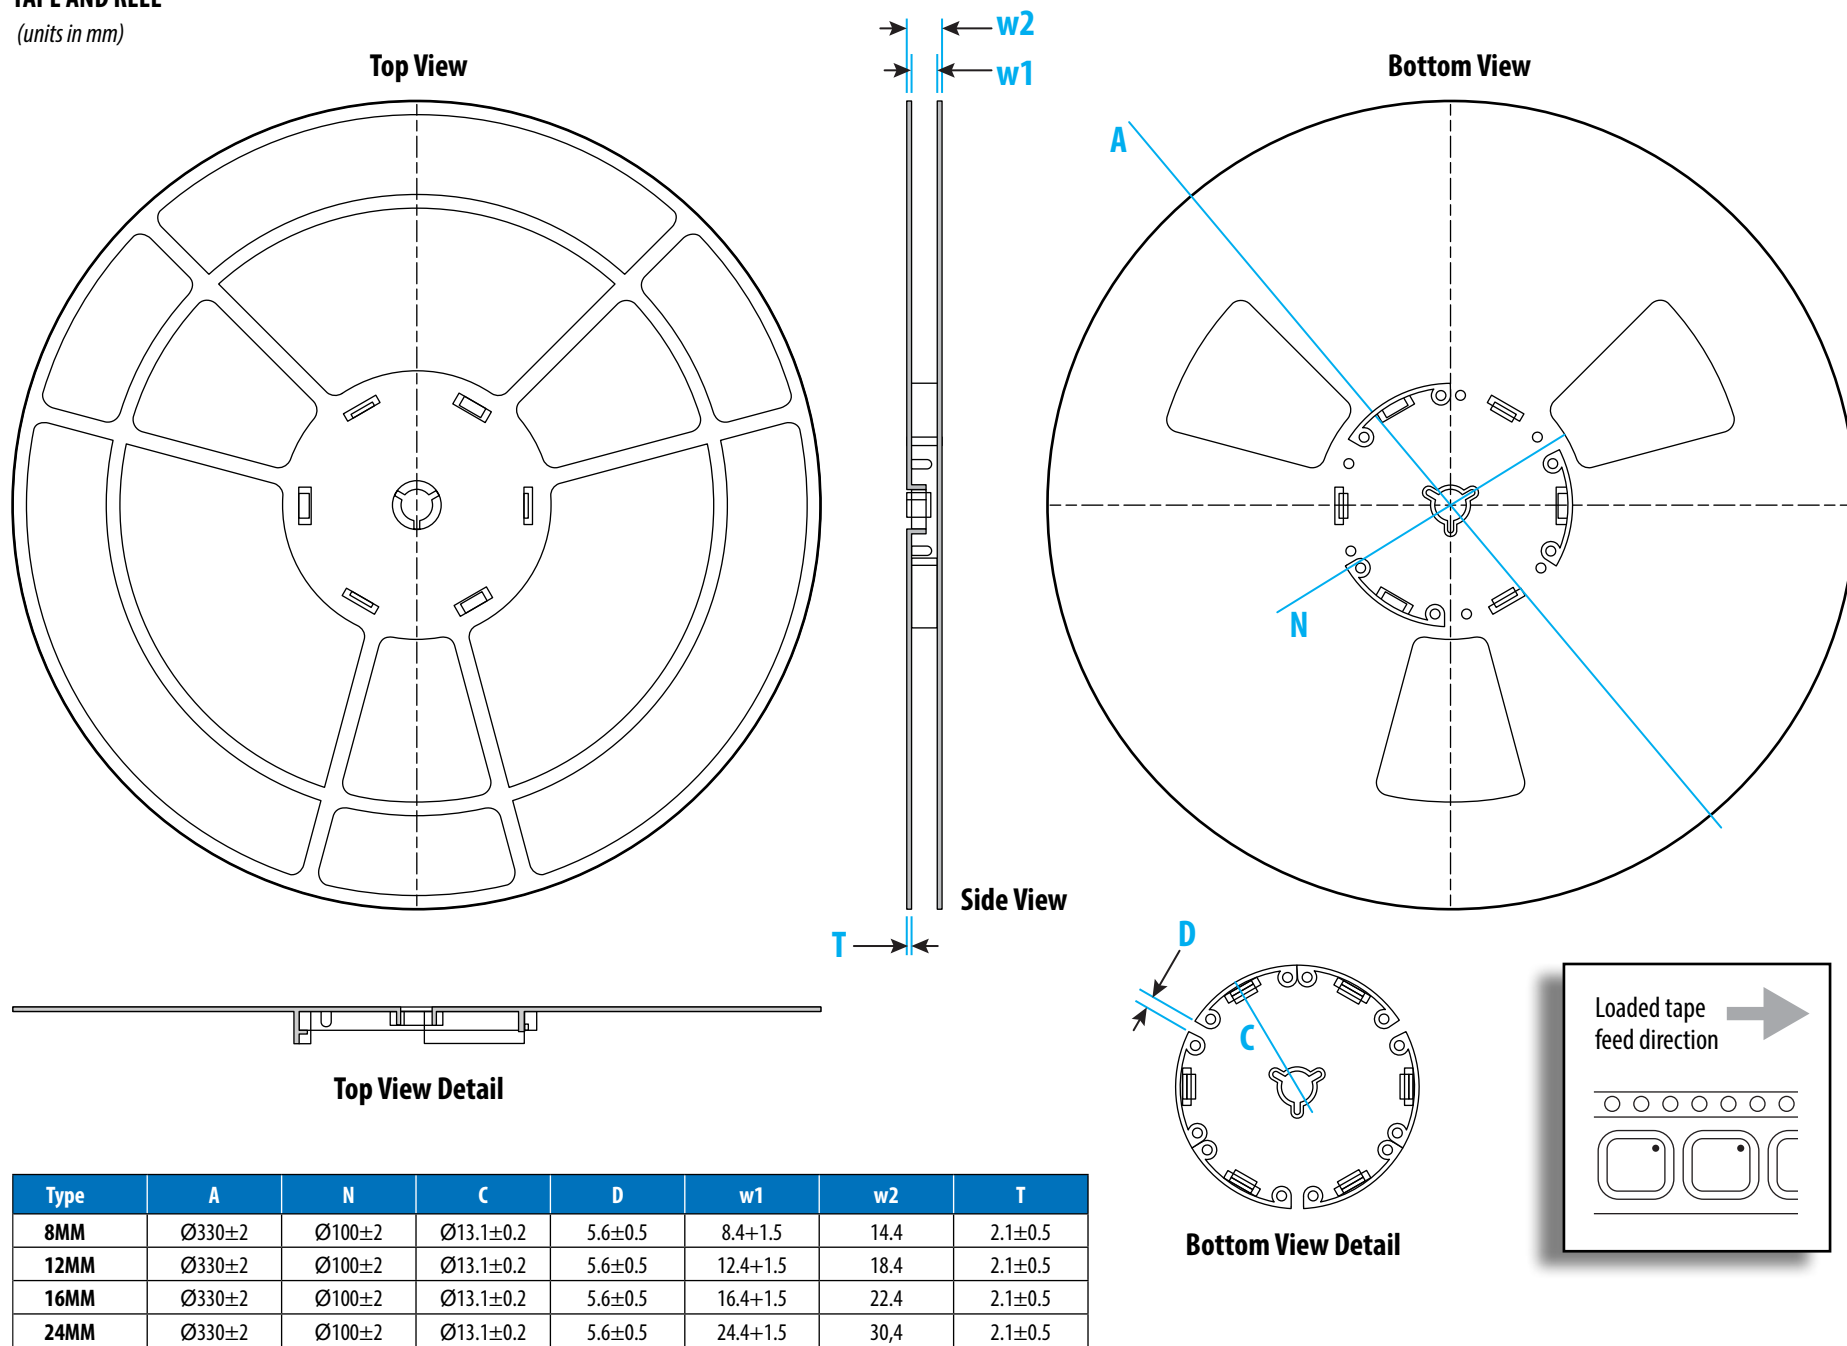 TAPE AND REEL
(units in mm)
Top View
w2
w1
Bottom View
A
N
Side View
T
D
C
Top View Detail
Bottom View Detail
Loaded tape
feed direction
Type A N C D w1 w2 T
8MM Ø330±2 Ø100±2 Ø13.1±0.2 5.6±0.5 8.4+1.5 14.4 2.1±0.5
12MM Ø330±2 Ø100±2 Ø13.1±0.2 5.6±0.5 12.4+1.5 18.4 2.1±0.5
16MM Ø330±2 Ø100±2 Ø13.1±0.2 5.6±0.5 16.4+1.5 22.4 2.1±0.5
24MM Ø330±2 Ø100±2 Ø13.1±0.2 5.6±0.5 24.4+1.5 30,4 2.1±0.5